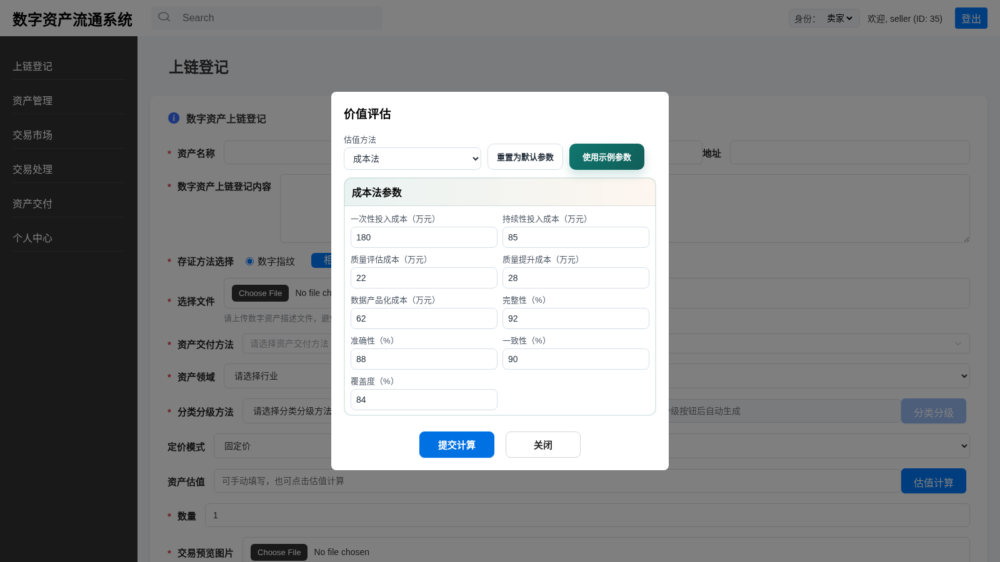 数字资产流通系统
Search
身份: 卖家
欢迎, seller (ID: 35)
登出
上链登记
资产管理
交易市场
交易处理
资产交付
个人中心
上链登记
数字资产上链登记
* 资产名称
地址
* 数字资产上链登记内容
* 存证方法选择
数字指纹
* 选择文件
Choose File No file ch
请上传数字资产描述文件，避
* 资产交付方法
请选择资产交付方法
* 资产领域
请选择行业
* 分类分级方法
请选择分类分级方法
级按钮后自动生成
分类分级
定价模式
固定价
资产估值
可手动填写，也可点击估值计算
估值计算
* 数量
1
* 交易预览图片
Choose File No file chosen
价值评估
估值方法
成本法
重置为默认参数
使用示例参数
成本法参数
一次性投入成本（万元）
180
持续性投入成本（万元）
85
质量评估成本（万元）
22
质量提升成本（万元）
28
数据产品化成本（万元）
62
完整性（%）
92
准确性（%）
88
一致性（%）
90
覆盖度（%）
84
提交计算
关闭